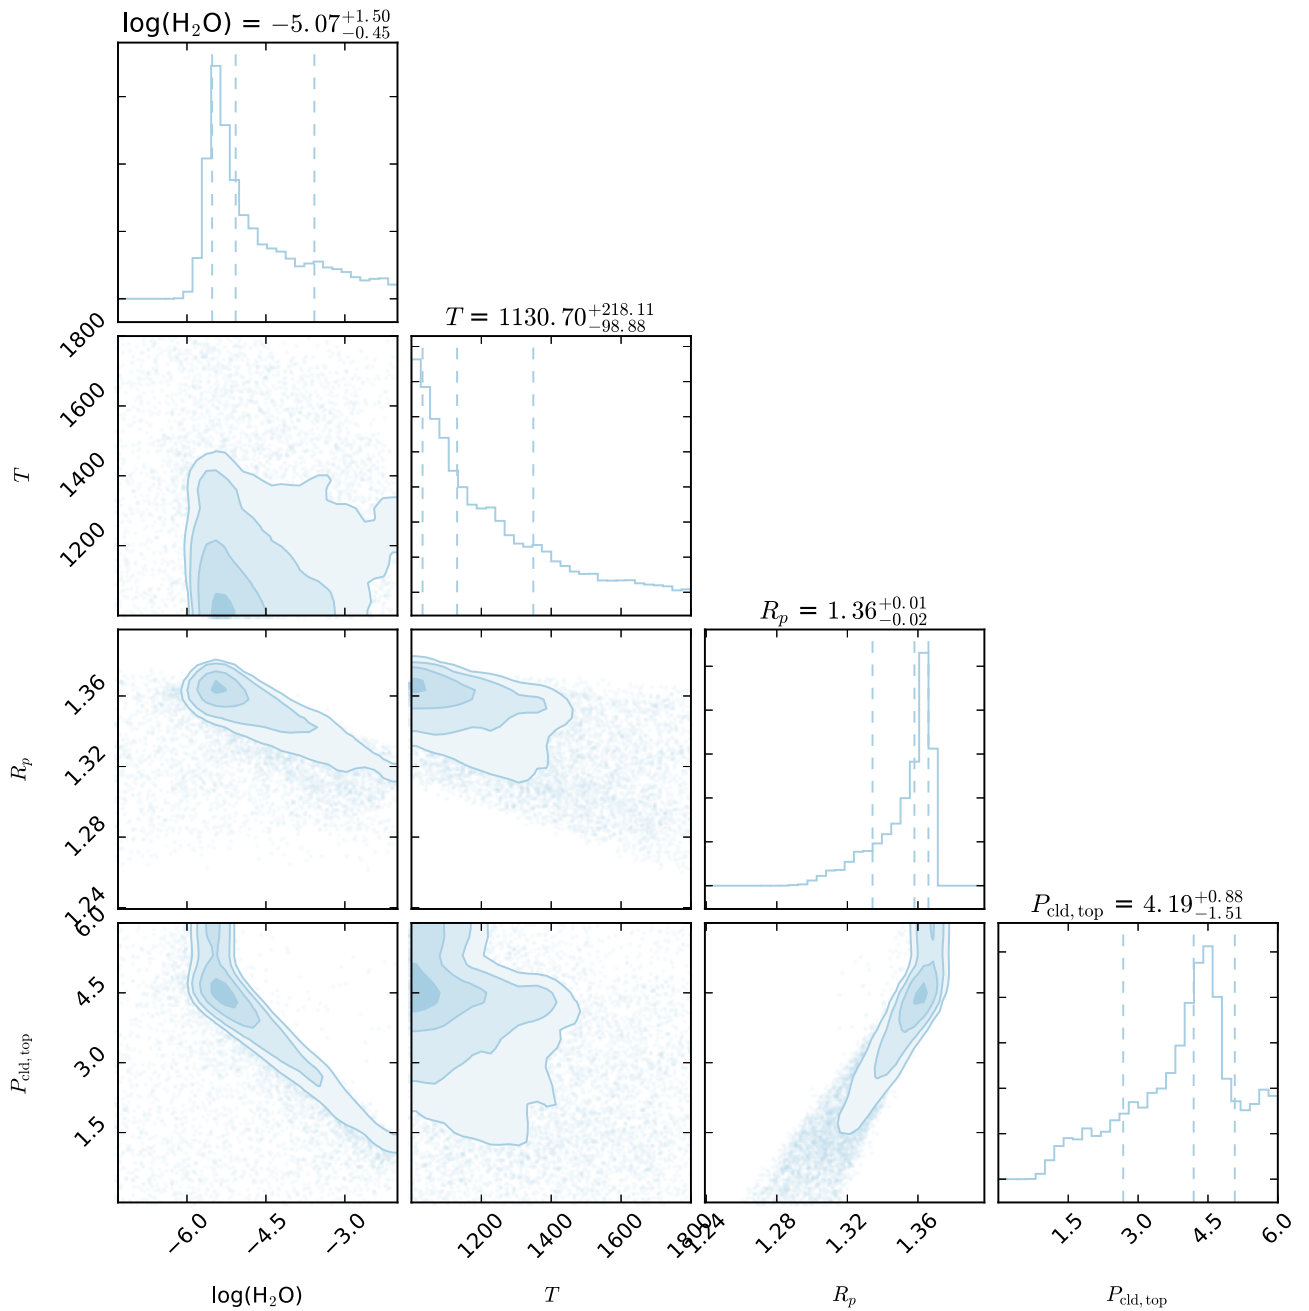 log(H₂O) = −5.07 +1.50 −0.45
1800
T = 1130.70 +218.11 −98.88
1600
T
1400
1200
R_p = 1.36 +0.01 −0.02
1.36
R_p
1.32
1.28
1.24
6.0
P_cld,top = 4.19 +0.88 −1.51
4.5
P_cld,top
3.0
1.5
−6.0 −4.5 −3.0 1200 1400 1600 1800 1.24 1.28 1.32 1.36 1.5 3.0 4.5 6.0
log(H₂O) T R_p P_cld,top